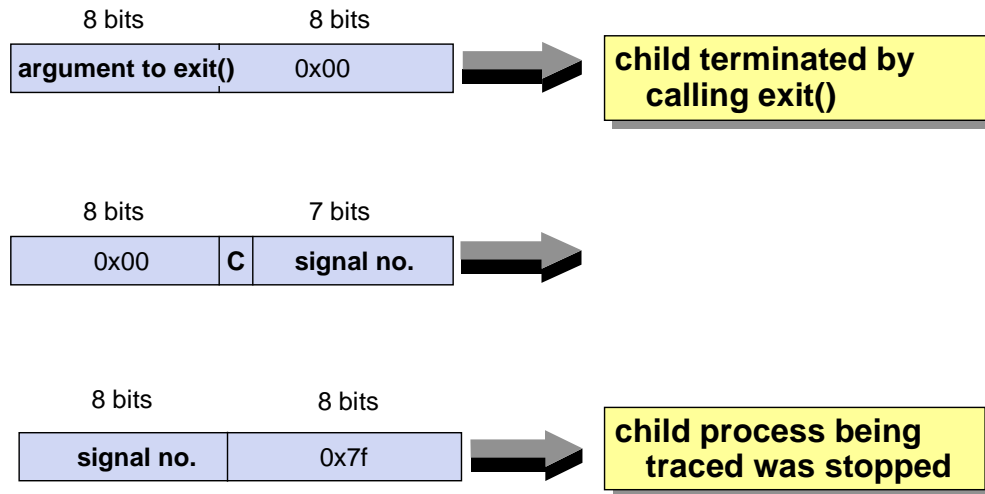 8 bits 8 bits
argument to exit() 0x00
child terminated by
calling exit()
8 bits 7 bits
0x00 C signal no.
8 bits 8 bits
signal no. 0x7f
child process being
traced was stopped